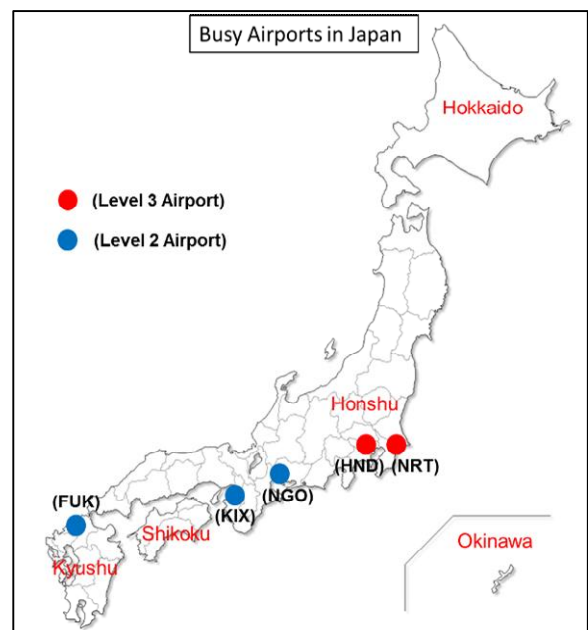 Busy Airports in Japan
Hokkaido
(Level 3 Airport)
(Level 2 Airport)
Honshu
(HND) (NRT)
(NGO)
(KIX)
(FUK)
Shikoku
Kyushu
Okinawa